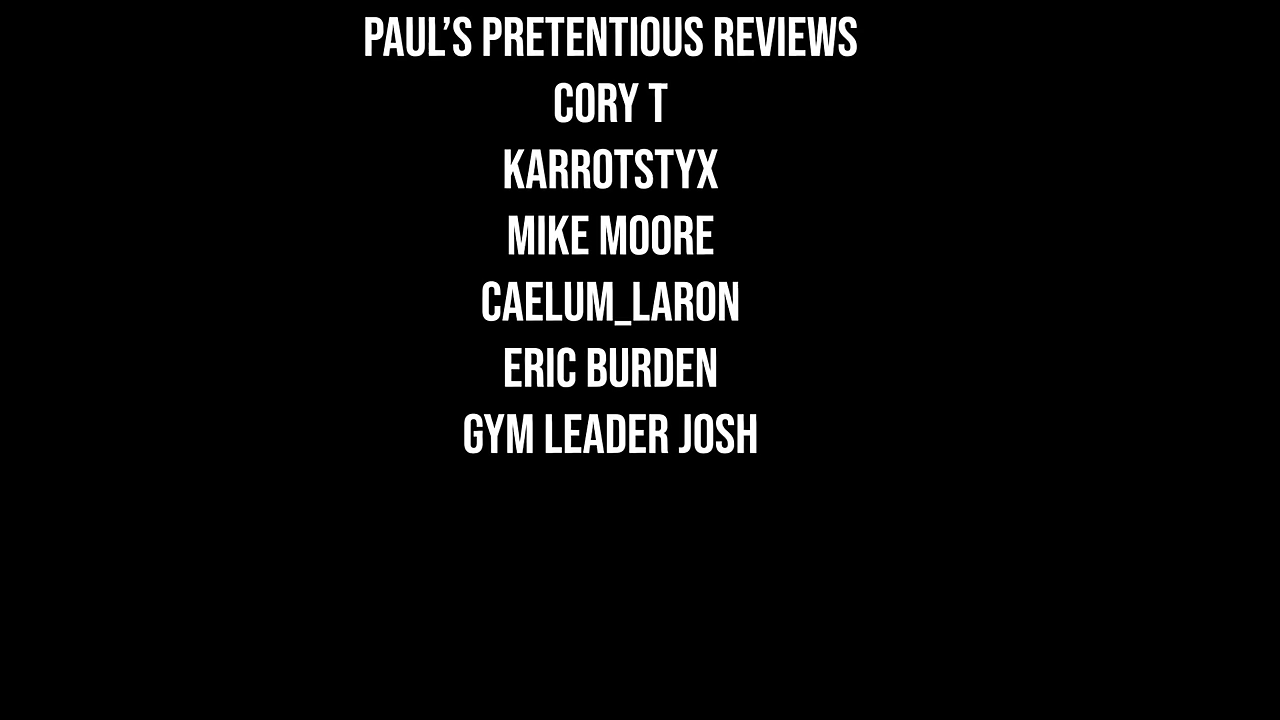 PAUL’S PRETENTIOUS REVIEWS
CORY T
KARROTSTYX
MIKE MOORE
CAELUM_LARON
ERIC BURDEN
GYM LEADER JOSH